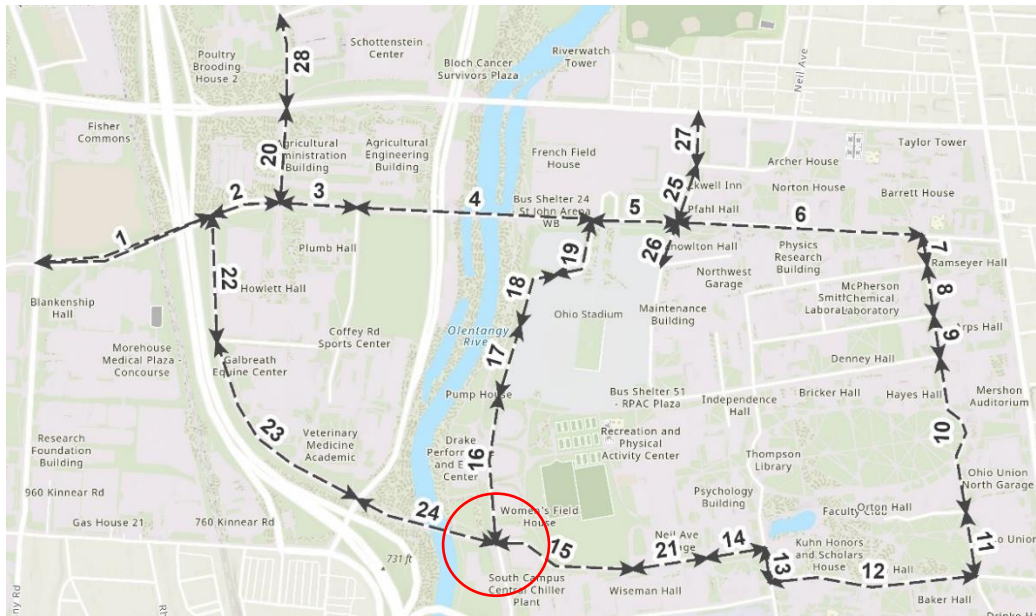 28
Schottenstein
Center
Poultry
Brooding
House 2
Bloch Cancer
Survivors Plaza
Riverwatch
Tower
Neil Ave
Fisher
Commons
20
Agricultural
Engineering
Building
Building
French Field
House
27
Archer House
Taylor Tower
25
Norton House
Barrett House
2
3
4
Bus Shelter 24
St John Arena
WB
5
Pfahl Hall
6
1
Plumb Hall
19
26
Physics
Research
Building
7
Ramseyer Hall
22
Howlett Hall
18
Northwest
Garage
8
McPherson
Chemical
Laboratory
Blankenship
Hall
Coffey Rd
Sports Center
Olentangy
River
Ohio Stadium
Maintenance
Building
9
Morehouse
Medical Plaza -
Concourse
Galbreath
Equine Center
17
Denney Hall
Pump House
Bus Shelter 51
- RPAC Plaza
Independence
Hall
Bricker Hall
Hayes Hall
Mershon
Auditorium
10
Research
Foundation
Building
23
Veterinary
Medicine
Academic
Drake
16
Recreation and
Physical
Activity Center
Thompson
Library
Ohio Union
North Garage
960 Kinnear Rd
Psychology
Building
Gas House 21
760 Kinnear Rd
24
Women's Field
House
Orton Hall
11
731 ft
15
21
14
Kuhn Honors
and Scholars
House
13
12
Hall
South Campus
Central Chiller
Plant
Wiseman Hall
Baker Hall